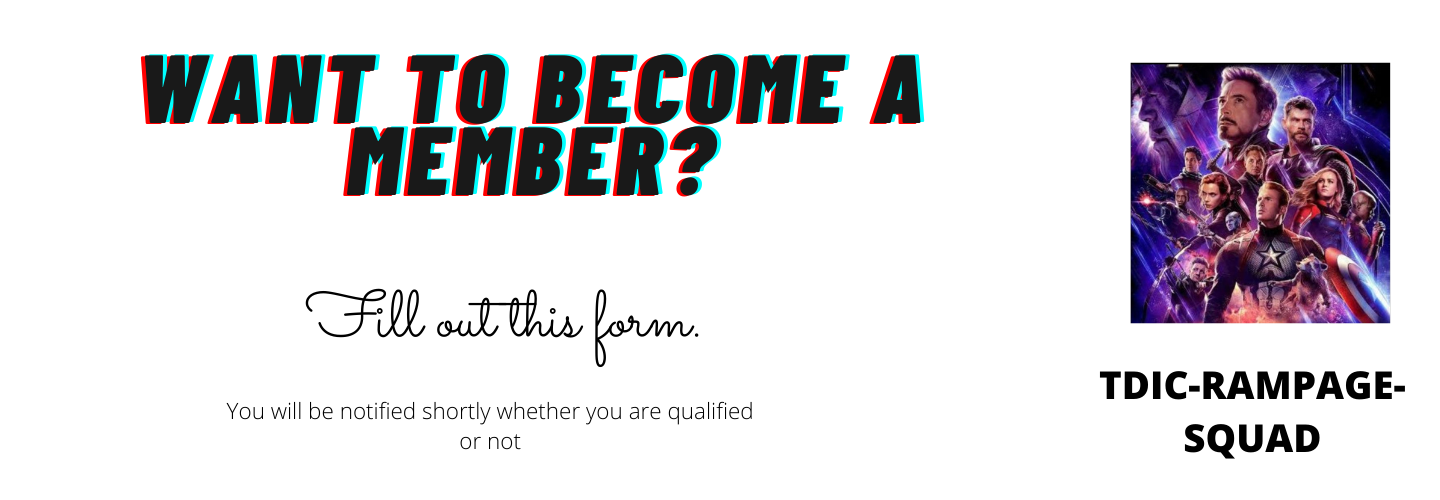 WANT TO BECOME A
MEMBER?
Fill out this form.
You will be notified shortly whether you are qualified
or not
TDIC-RAMPAGE-
SQUAD